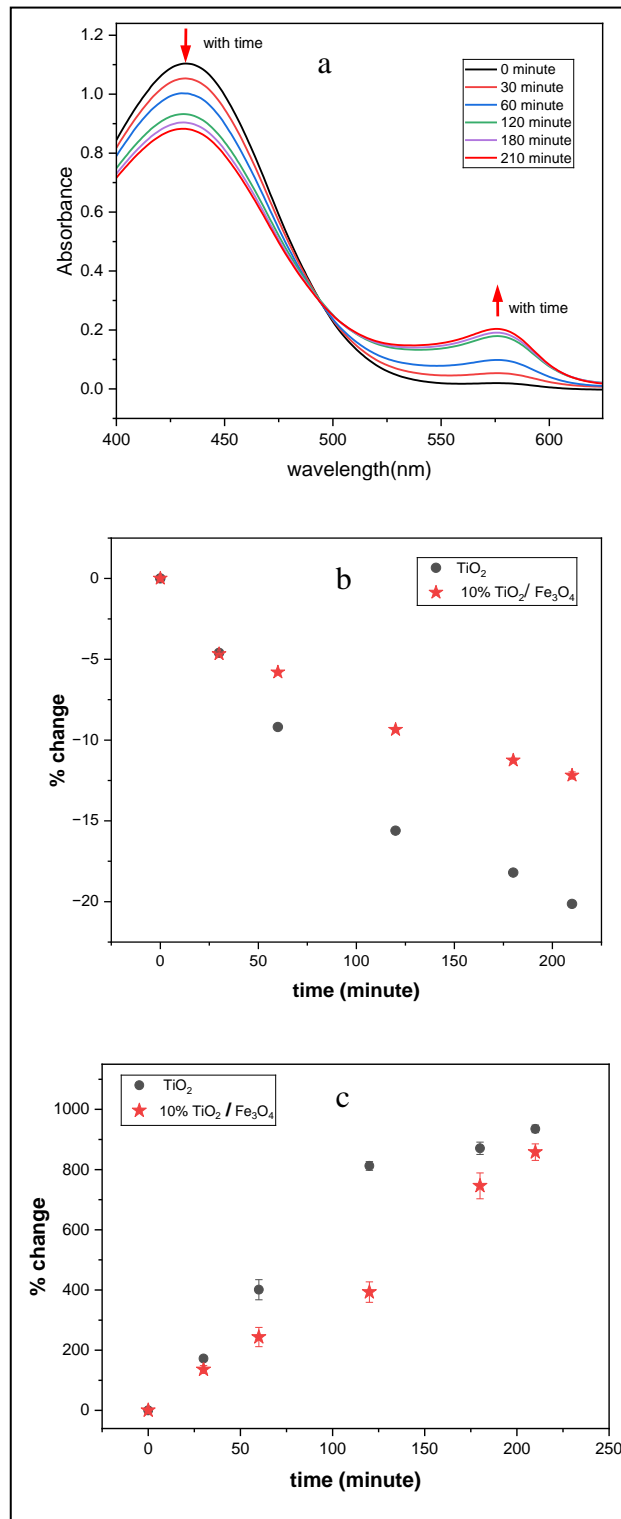 a
with time
0 minute
30 minute
60 minute
120 minute
180 minute
210 minute
with time
1.2
1.0
0.8
0.6
0.4
0.2
0.0
Absorbance
400
450
500
550
600
wavelength(nm)
b
TiO₂
10% TiO₂/ Fe₃O₄
0
−5
−10
−15
−20
% change
0
50
100
150
200
time (minute)
c
TiO₂
10% TiO₂ / Fe₃O₄
1000
800
600
400
200
0
% change
0
50
100
150
200
250
time (minute)